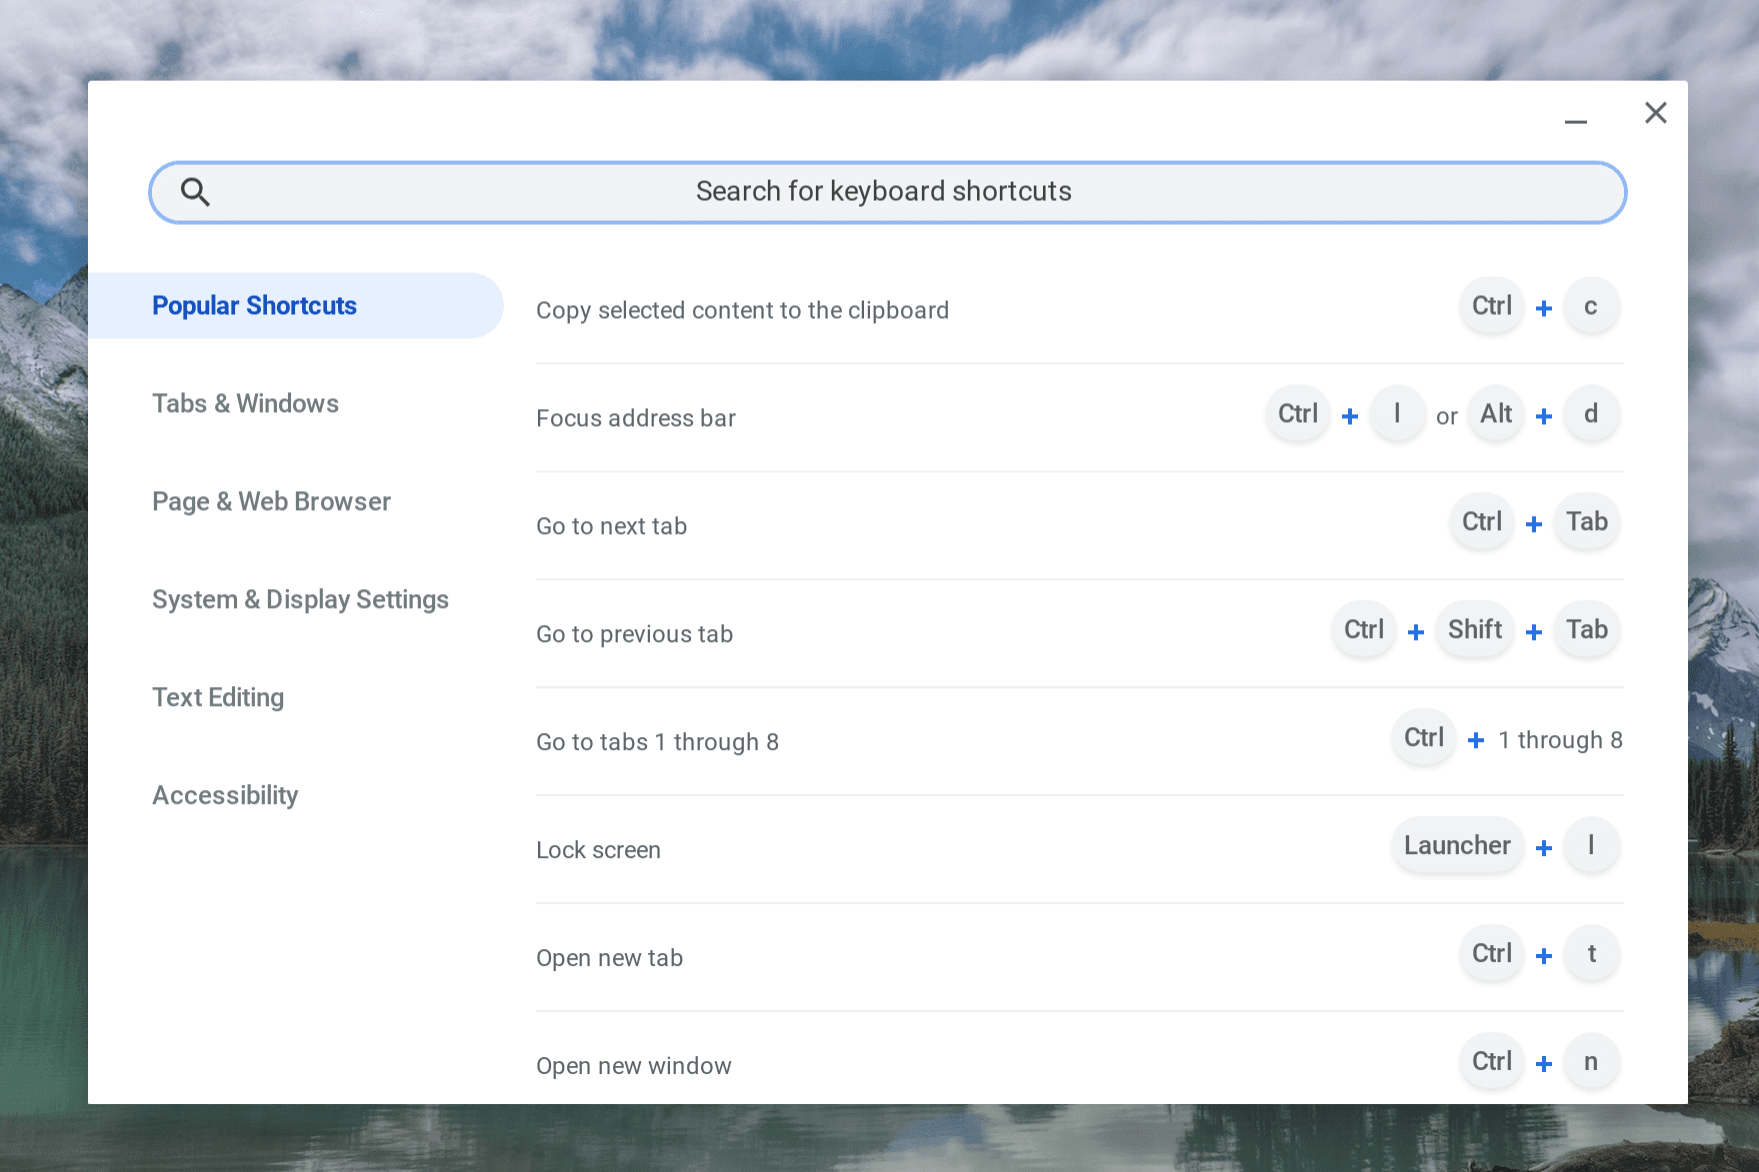 Search for keyboard shortcuts
Popular Shortcuts
Tabs & Windows
Page & Web Browser
System & Display Settings
Text Editing
Accessibility
Copy selected content to the clipboard Ctrl + c
Focus address bar Ctrl + l or Alt + d
Go to next tab Ctrl + Tab
Go to previous tab Ctrl + Shift + Tab
Go to tabs 1 through 8 Ctrl + 1 through 8
Lock screen Launcher + l
Open new tab Ctrl + t
Open new window Ctrl + n